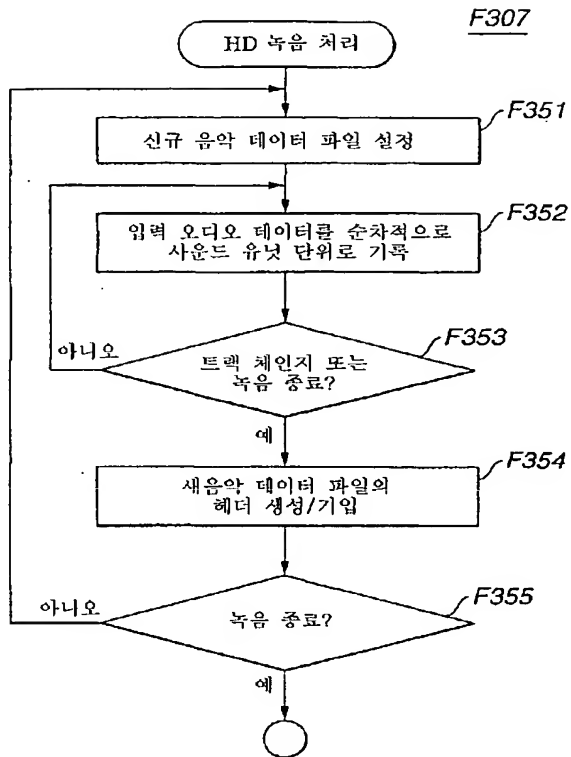 F307
HD 녹음 처리
F351
신규 음악 데이터 파일 설정
F352
입력 오디오 데이터를 순차적으로
사운드 유닛 단위로 기록
F353
아니오
트랙 체인지 또는
녹음 종료?
예
F354
새음악 데이터 파일의
헤더 생성/기입
F355
아니오
녹음 종료?
예